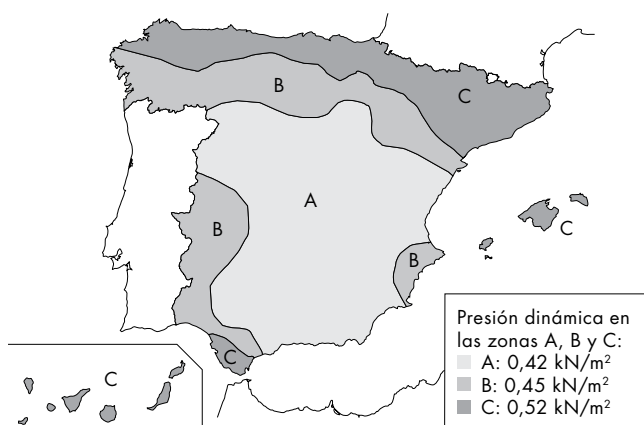 B
C
A
B
C
B
C
C
Presión dinámica en
las zonas A, B y C:
A: 0,42 kN/m²
B: 0,45 kN/m²
C: 0,52 kN/m²